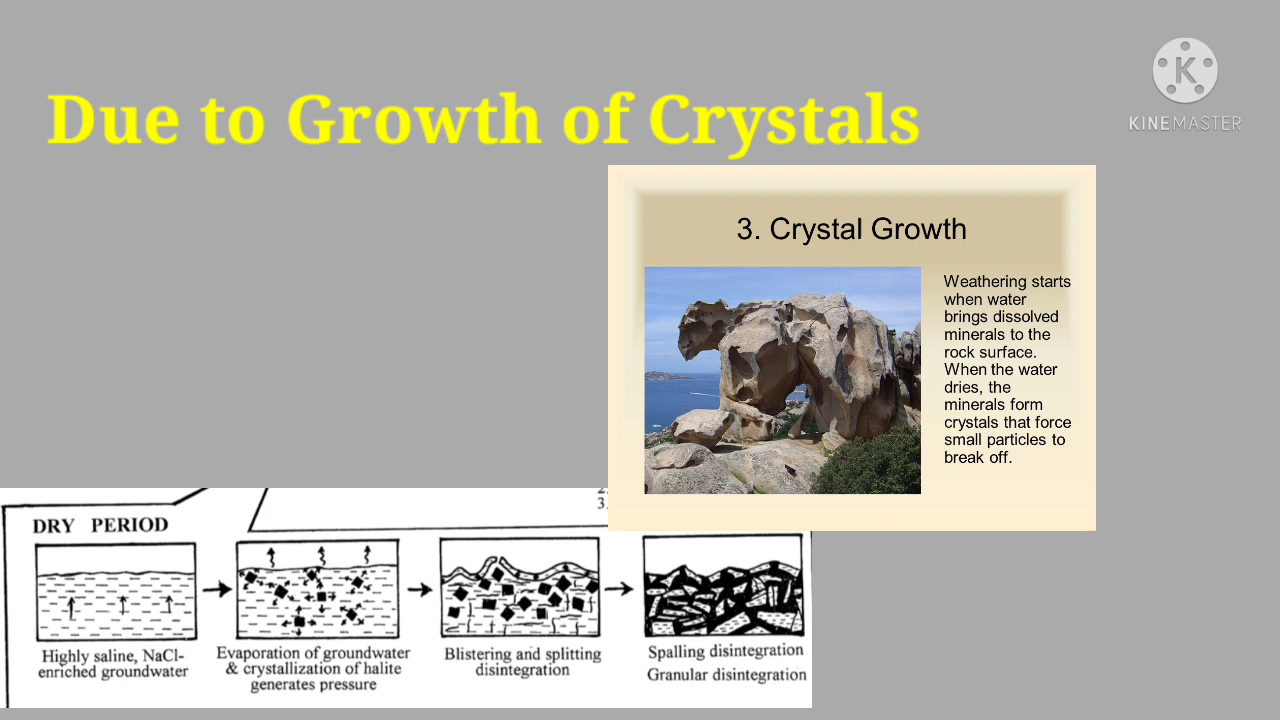 Due to Growth of Crystals
KINEMASTER
3. Crystal Growth
Weathering starts
when water
brings dissolved
minerals to the
rock surface.
When the water
dries, the
minerals form
crystals that force
small particles to
break off.
3.
DRY PERIOD
Highly saline, NaCl-
enriched groundwater
Evaporation of groundwater
& crystallization of halite
generates pressure
Blistering and splitting
disintegration
Spalling disintegration
Granular disintegration